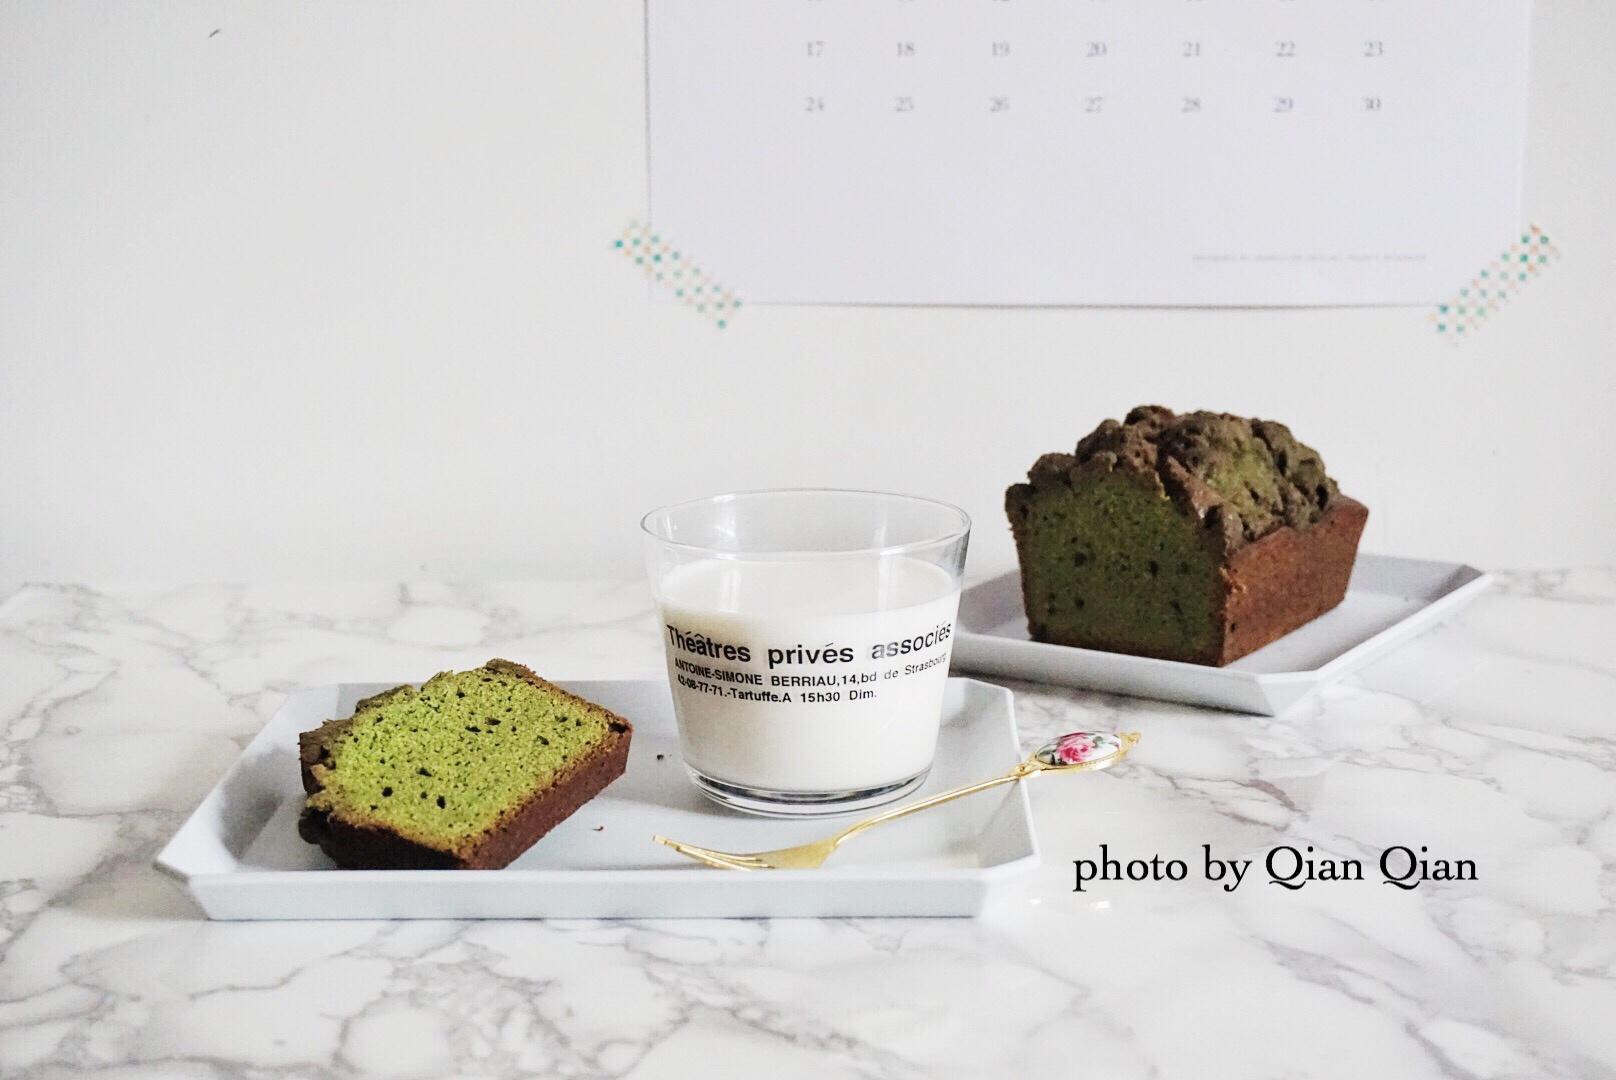 17 18 19 20 21 22 23
24 25 26 27 28 29 30
Théâtres privés associés
ANTOINE-SIMONE BERRIAU,14,bd de Strasbourg
42-08-77-71.-Tartuffe.A 15h30 Dim.
photo by Qian Qian